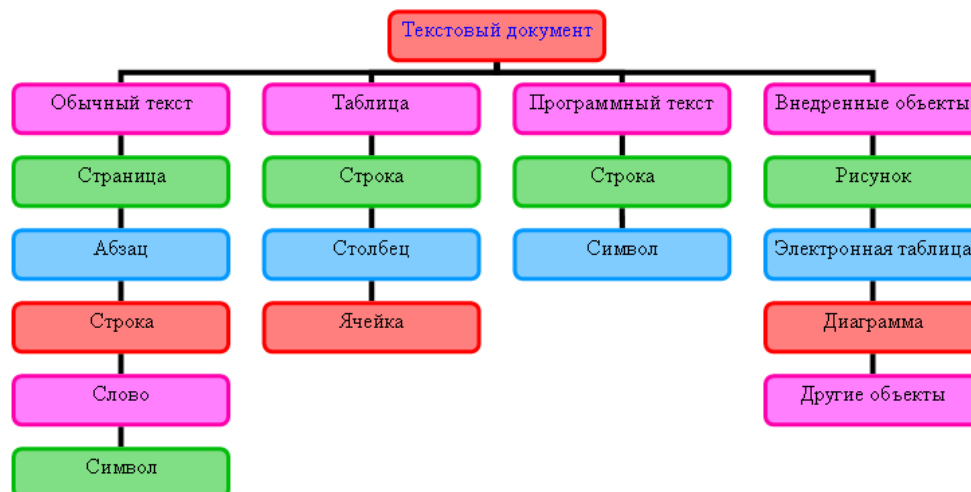 Текстовый документ
Обычный текст
Таблица
Программный текст
Внедренные объекты
Страница
Строка
Строка
Рисунок
Абзац
Столбец
Символ
Электронная таблица
Строка
Ячейка
Диаграмма
Слово
Другие объекты
Символ